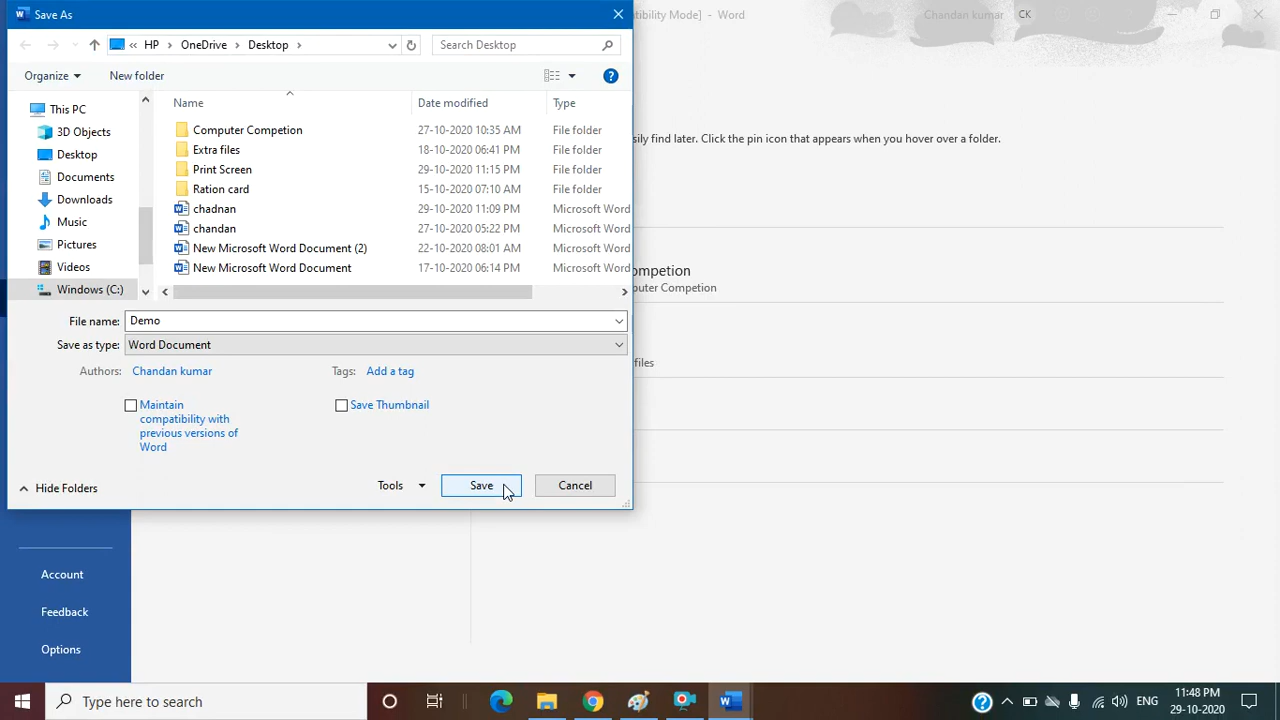 Save As
tibility Mode] - Word
Chandan kumar
CK
HP OneDrive Desktop
Search Desktop
Organize
New folder
This PC
3D Objects
Desktop
Documents
Downloads
Music
Pictures
Videos
Windows (C:)
Name Date modified Type
Computer Competion 27-10-2020 10:35 AM File folder
Extra files 18-10-2020 06:41 PM File folder
Print Screen 29-10-2020 11:15 PM File folder
Ration card 15-10-2020 07:10 AM File folder
chadnan 29-10-2020 11:09 PM Microsoft Word
chandan 27-10-2020 05:22 PM Microsoft Word
New Microsoft Word Document (2) 22-10-2020 08:01 AM Microsoft Word
New Microsoft Word Document 17-10-2020 06:14 PM Microsoft Word
File name: Demo
Save as type: Word Document
Authors: Chandan kumar
Tags: Add a tag
Maintain
compatibility with
previous versions of
Word
Save Thumbnail
Hide Folders
Tools
Save
Cancel
sily find later. Click the pin icon that appears when you hover over a folder.
ompetion
puter Competion
files
Account
Feedback
Options
Type here to search
ENG
11:48 PM
29-10-2020